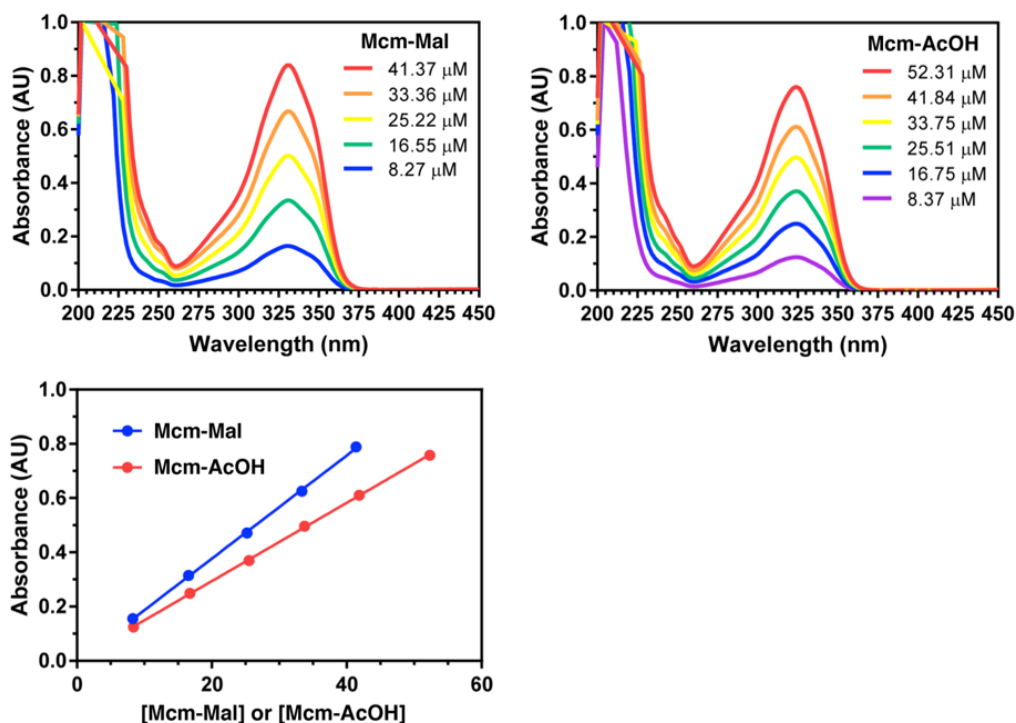 Mcm-Mal
41.37 μM
33.36 μM
25.22 μM
16.55 μM
8.27 μM
Absorbance (AU)
1.0
0.8
0.6
0.4
0.2
0.0
200 225 250 275 300 325 350 375 400 425 450
Wavelength (nm)
Mcm-AcOH
52.31 μM
41.84 μM
33.75 μM
25.51 μM
16.75 μM
8.37 μM
Absorbance (AU)
1.0
0.8
0.6
0.4
0.2
0.0
200 225 250 275 300 325 350 375 400 425 450
Wavelength (nm)
Mcm-Mal
Mcm-AcOH
Absorbance (AU)
1.0
0.8
0.6
0.4
0.2
0.0
0 20 40 60
[Mcm-Mal] or [Mcm-AcOH]